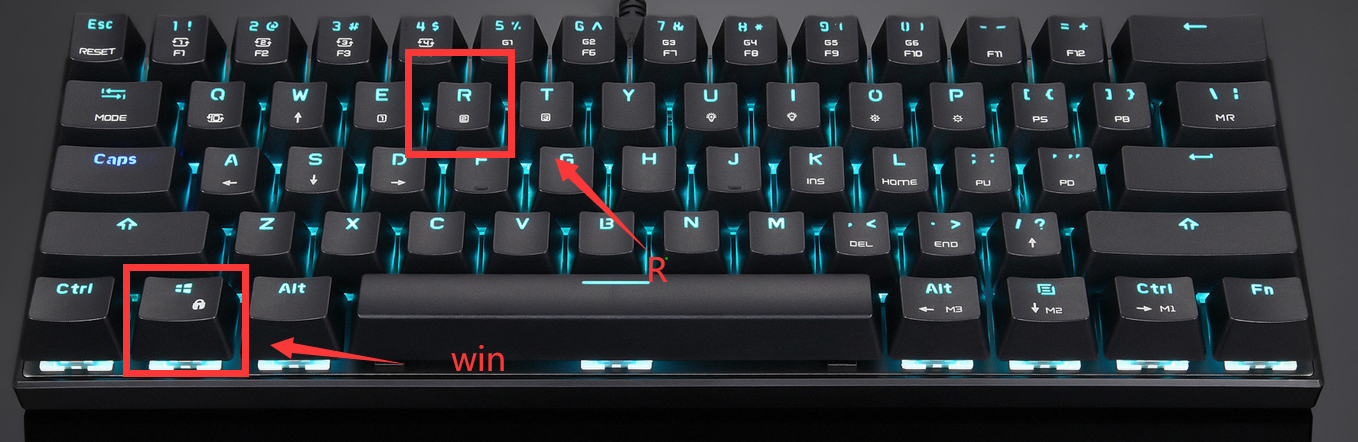 Esc 1 ! 2 @ 3 # 4 $ 5 % 6 ^ 7 & 8 * 9 ( 0 ) - - = +
RESET F1 F2 F3 G1 G2 F6 G3 F7 G4 F8 G5 F9 G6 F10 F11 F12
Q W E R T Y U I O P [ { ] } \ |
MODE PS PB MR
Caps A S D F G H J K L ; : ' "
INS HOME PU PD
Z X C V B N M , < . > / ?
DEL END
R
Ctrl Alt Alt Ctrl Fn
M3 M2 M1
win